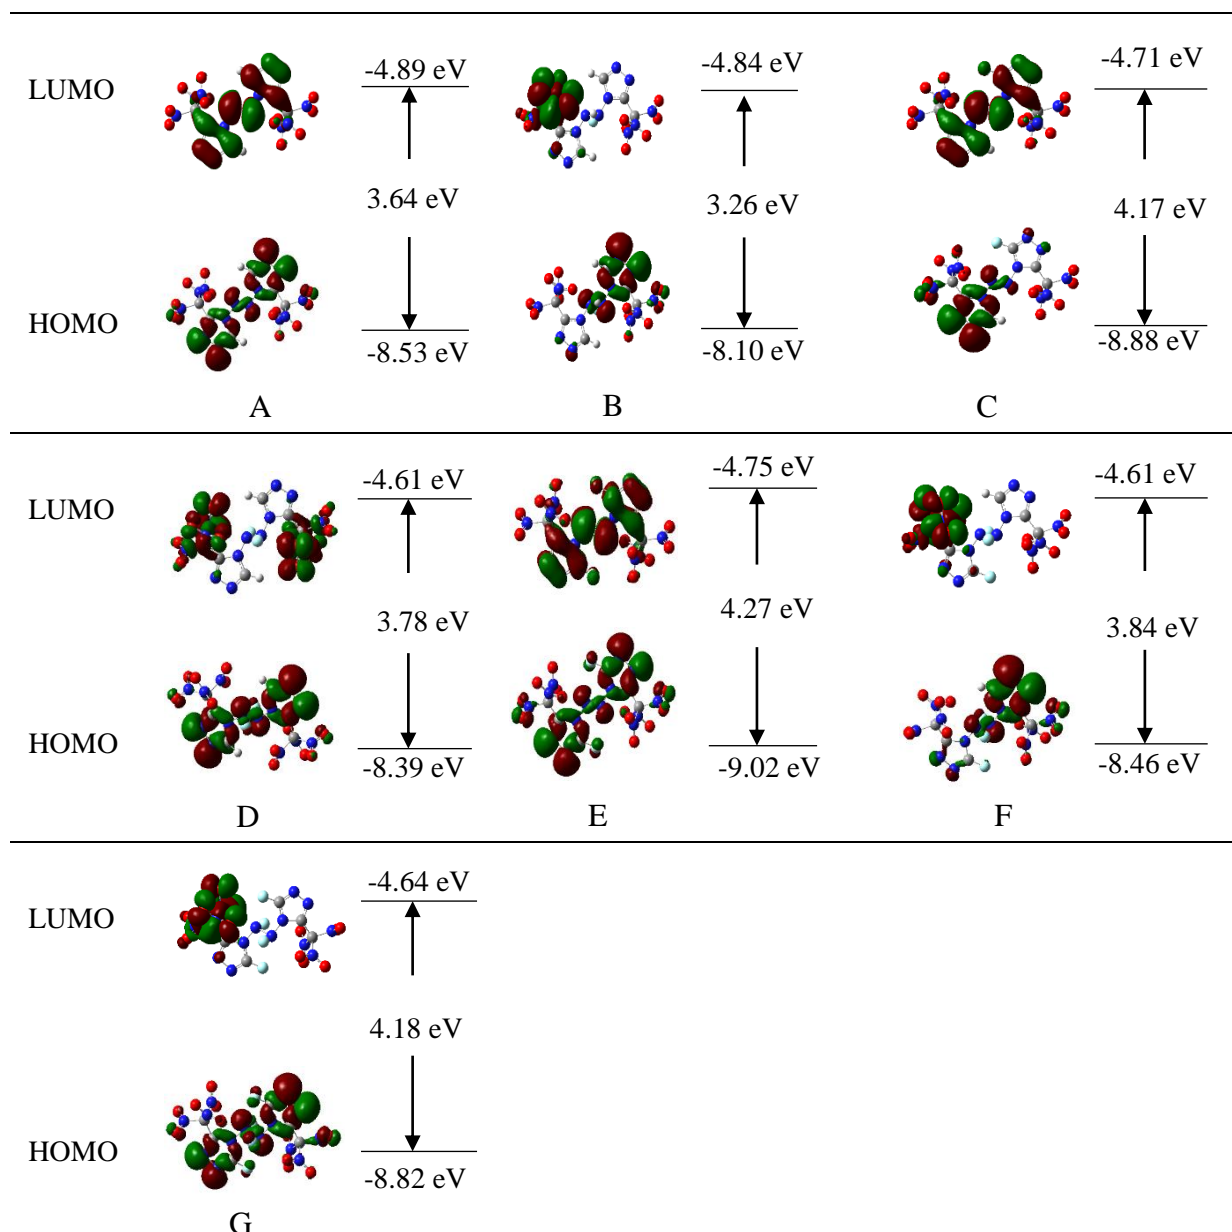 LUMO -4.89 eV -4.84 eV -4.71 eV
3.64 eV 3.26 eV 4.17 eV
HOMO -8.53 eV -8.10 eV -8.88 eV
A B C
LUMO -4.61 eV -4.75 eV -4.61 eV
3.78 eV 4.27 eV 3.84 eV
HOMO -8.39 eV -9.02 eV -8.46 eV
D E F
LUMO -4.64 eV
4.18 eV
HOMO -8.82 eV
G